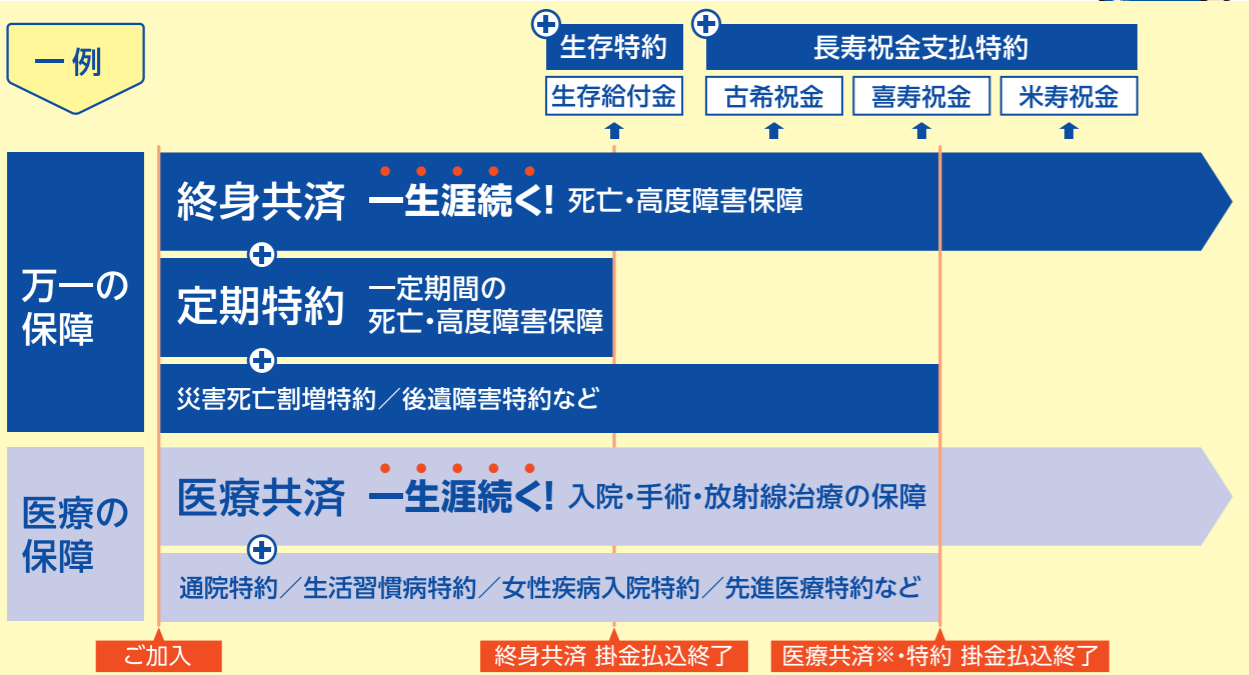 一例
生存特約
長寿祝金支払特約
生存給付金
古希祝金
喜寿祝金
米寿祝金
万一の
保障
終身共済 一生涯続く! 死亡・高度障害保障
定期特約
一定期間の
死亡・高度障害保障
災害死亡割増特約／後遺障害特約など
医療の
保障
医療共済 一生涯続く! 入院・手術・放射線治療の保障
通院特約／生活習慣病特約／女性疾病入院特約／先進医療特約など
ご加入
終身共済 掛金払込終了
医療共済※・特約 掛金払込終了